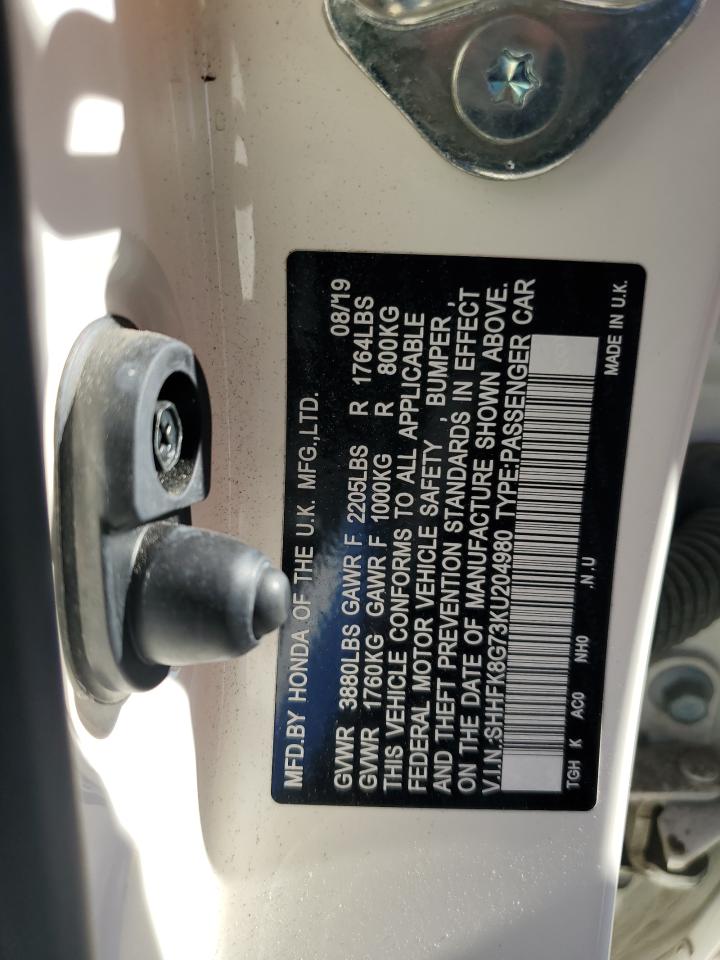 MFD.BY HONDA OF THE U.K. MFG.,LTD. 08/19
GVWR 3880LBS GAWR F 2205LBS R 1764LBS
GVWR 1760KG GAWR F 1000KG R 800KG
THIS VEHICLE CONFORMS TO ALL APPLICABLE
FEDERAL MOTOR VEHICLE SAFETY , BUMPER ,
AND THEFT PREVENTION STANDARDS IN EFFECT
ON THE DATE OF MANUFACTURE SHOWN ABOVE.
V.I.N.:SHHFK8G73KU204980 TYPE:PASSENGER CAR
TGH K AC0 NH0 .N.U MADE IN U.K.